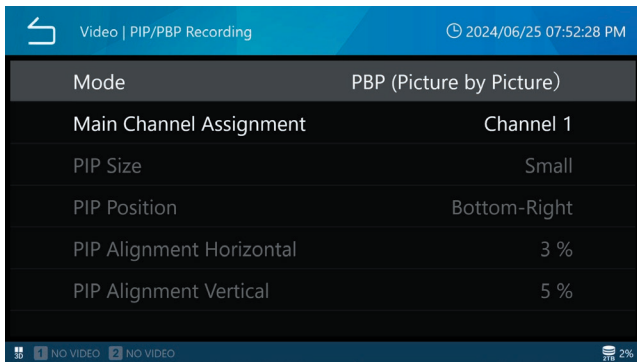 Video | PIP/PBP Recording 2024/06/25 07:52:28 PM
Mode PBP (Picture by Picture）
Main Channel Assignment Channel 1
PIP Size Small
PIP Position Bottom-Right
PIP Alignment Horizontal 3 %
PIP Alignment Vertical 5 %
3D 1 NO VIDEO 2 NO VIDEO 2TB 2%